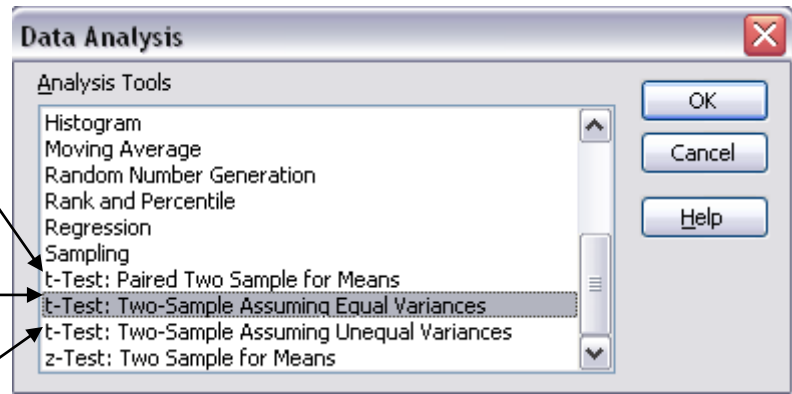 Data Analysis
Analysis Tools
Histogram
Moving Average
Random Number Generation
Rank and Percentile
Regression
Sampling
t-Test: Paired Two Sample for Means
t-Test: Two-Sample Assuming Equal Variances
t-Test: Two-Sample Assuming Unequal Variances
z-Test: Two Sample for Means
OK
Cancel
Help